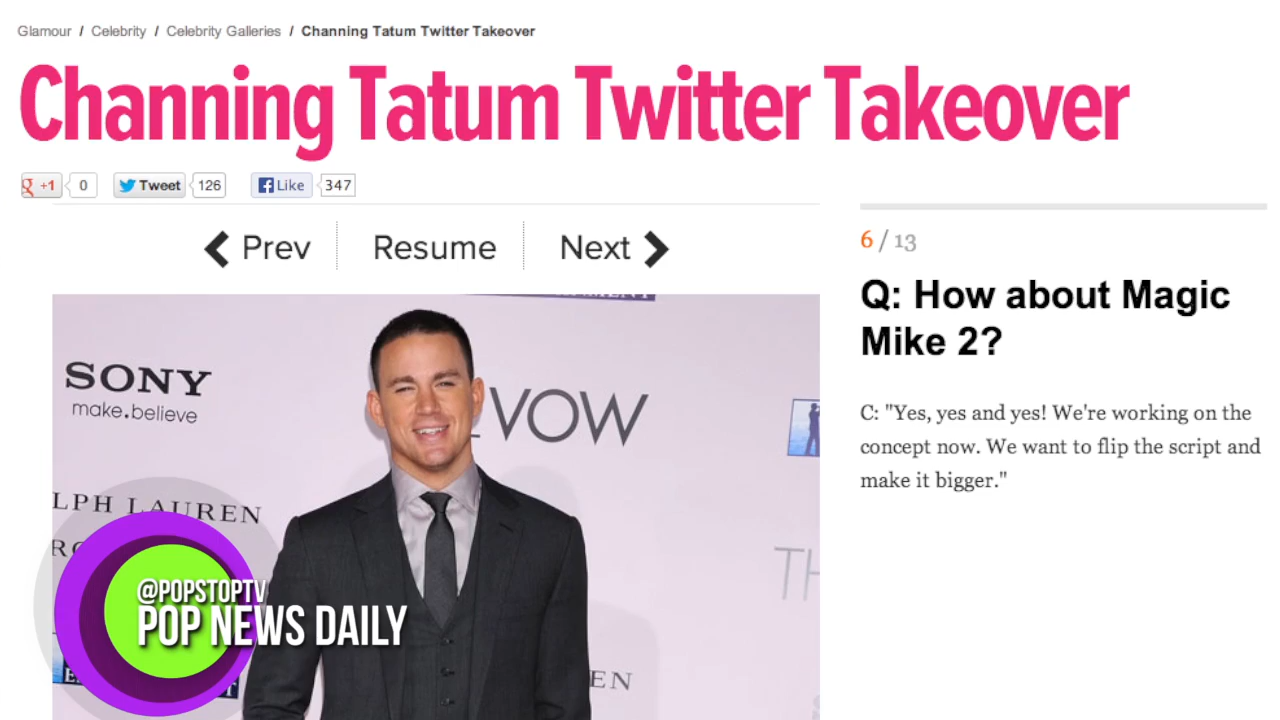 Glamour / Celebrity / Celebrity Galleries / Channing Tatum Twitter Takeover
Channing Tatum Twitter Takeover
+1 0 Tweet 126 Like 347
Prev Resume Next
6 / 13
Q: How about Magic
Mike 2?
C: "Yes, yes and yes! We're working on the
concept now. We want to flip the script and
make it bigger."
SONY
make.believe
VOW
LPH LAUREN
TH
EN
@POPSTOPTV
POP NEWS DAILY